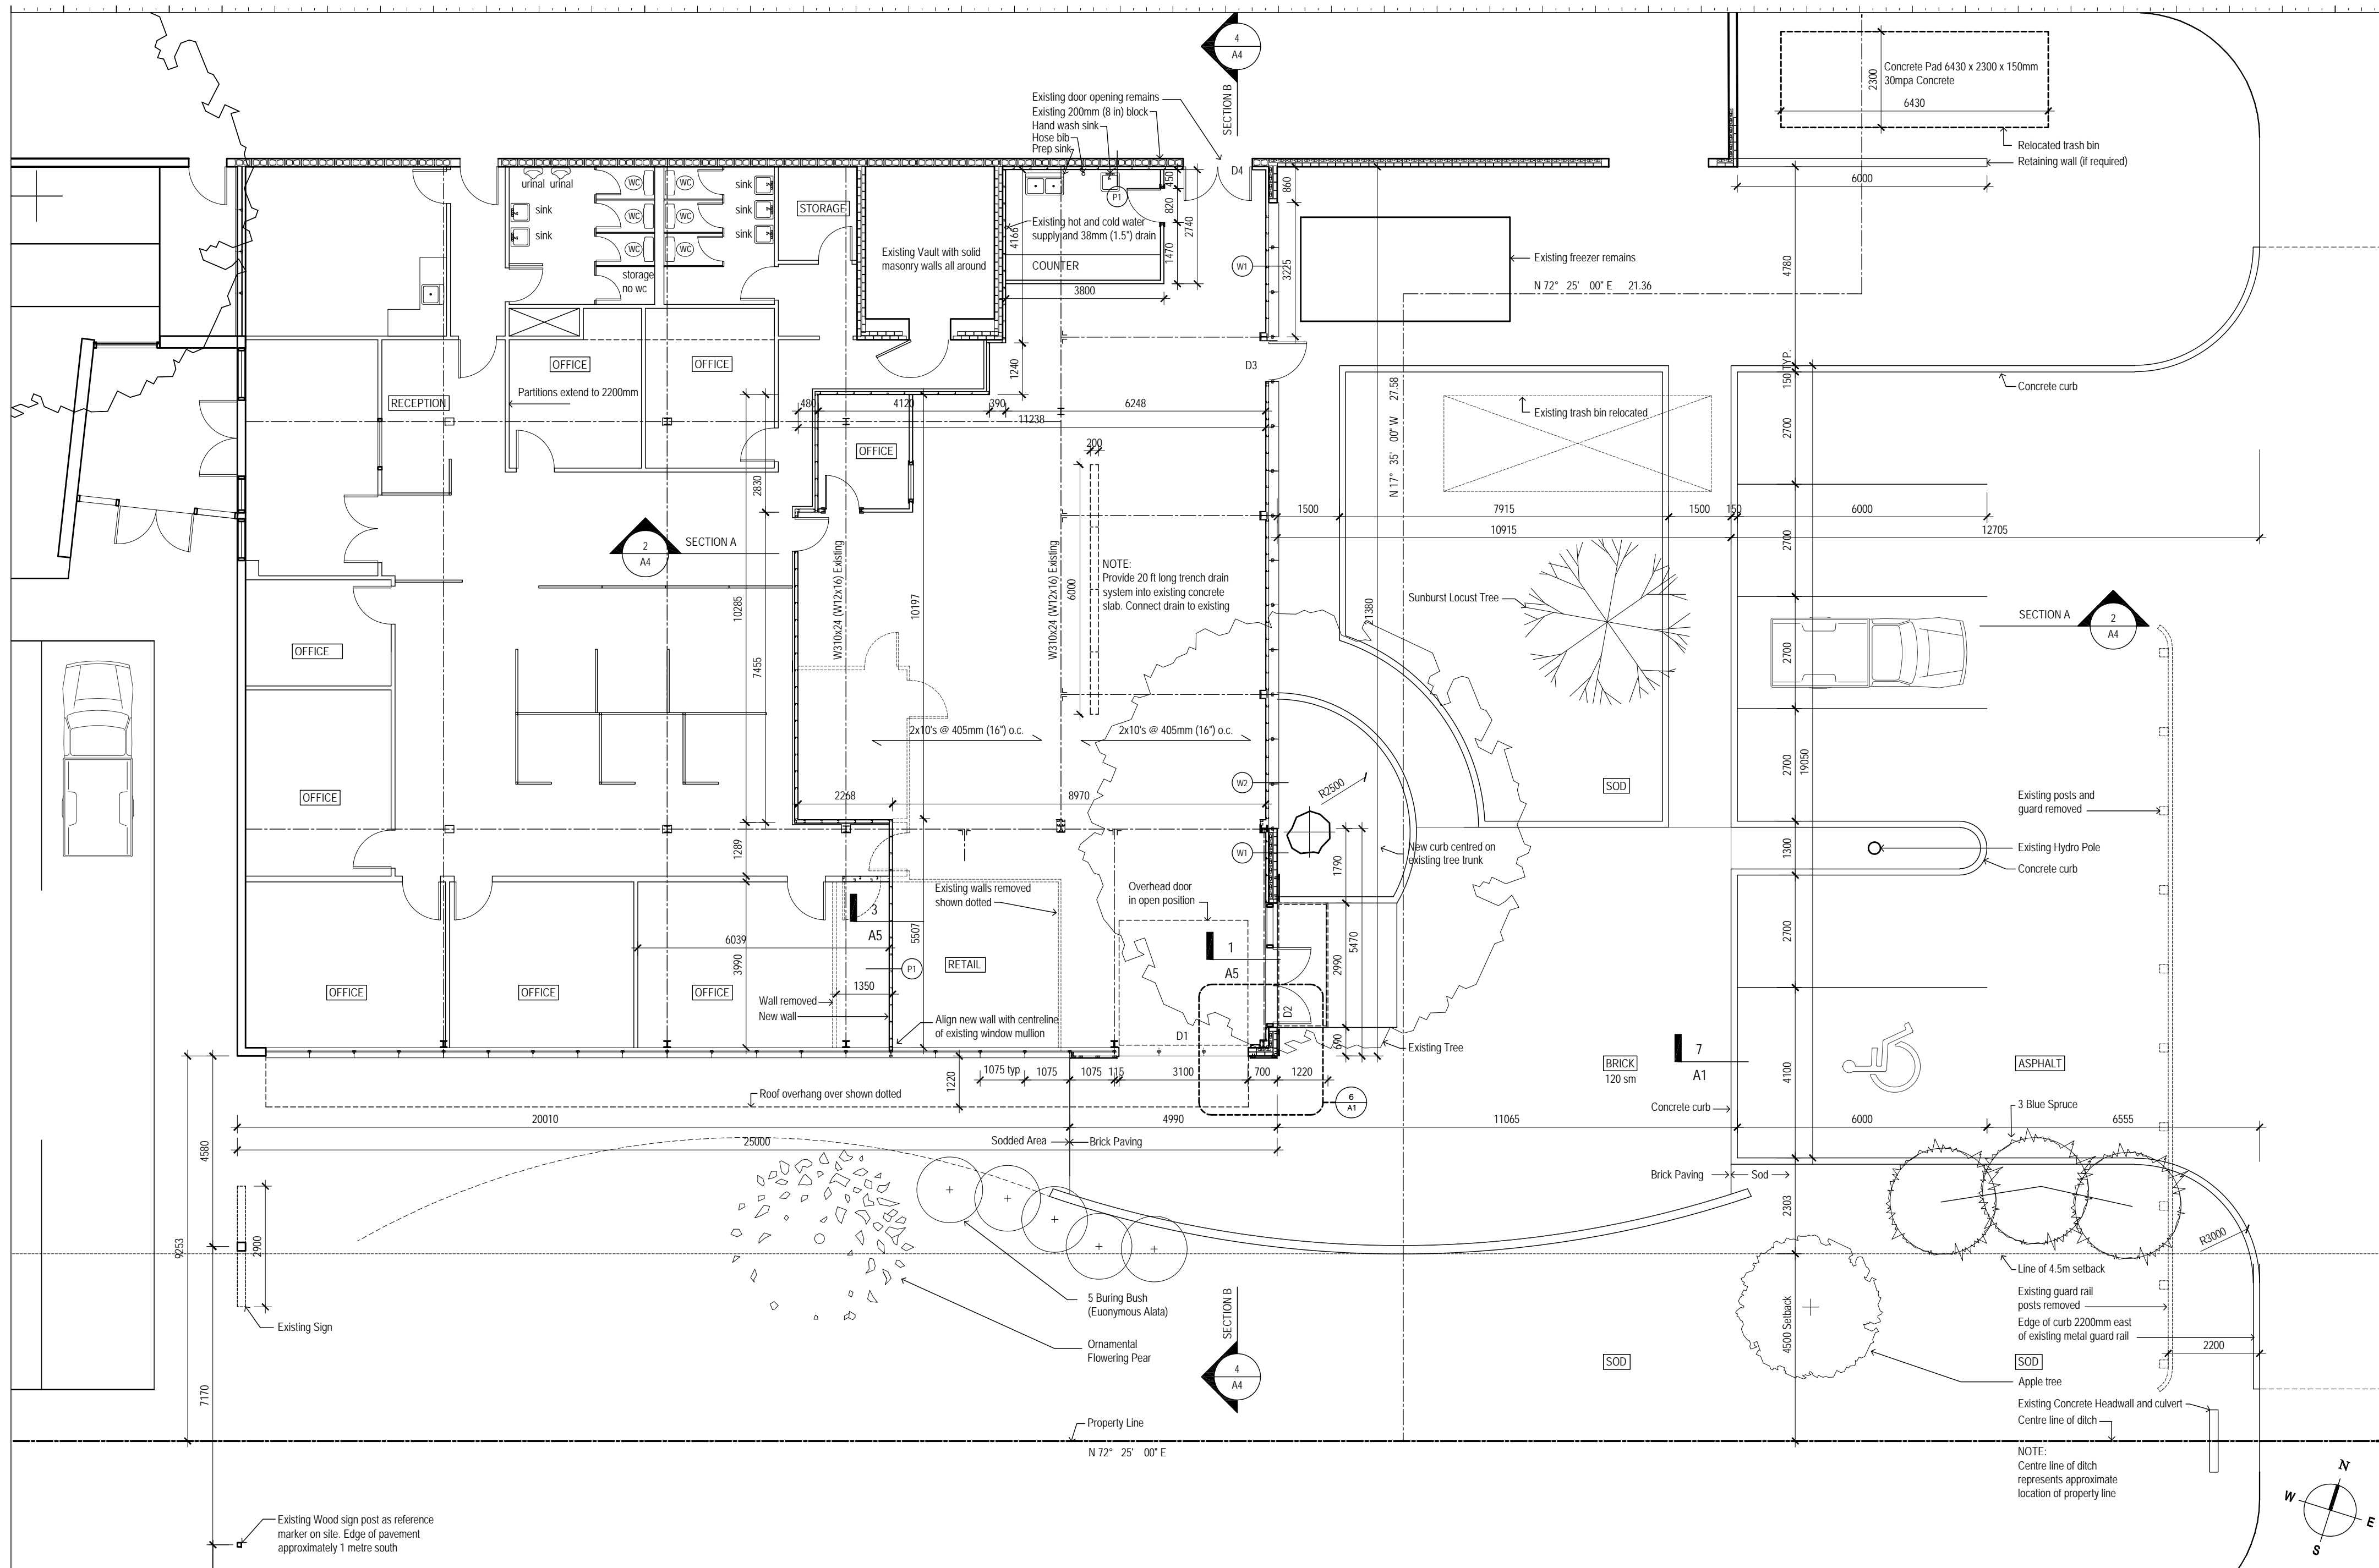 4
A4
SECTION B
Existing door opening remains
Existing 200mm (8 in) block
Hand wash sink
Hose bib
Prep sink
2300
Concrete Pad 6430 x 2300 x 150mm
30mpa Concrete
6430
Relocated trash bin
Retaining wall (if required)
6000
urinal urinal
WC
WC
sink
sink
WC
WC
sink
sink
WC
WC
sink
storage
no wc
STORAGE
Existing Vault with solid
masonry walls all around
Existing hot and cold water
supply and 38mm (1.5") drain
4166
COUNTER
3800
P1
450
820
1470
2740
D4
860
W1
3225
Existing freezer remains
N 72° 25' 00" E 21.36
4780
OFFICE
OFFICE
Partitions extend to 2200mm
RECEPTION
1240
D3
150 TYP.
Concrete curb
480
4120
390
6248
11238
N 17° 35' 00" W 27.58
Existing trash bin relocated
2700
OFFICE
200
2830
1500
7915
1500
150
6000
10915
12705
2700
2
A4
SECTION A
W310x24 (W12x16) Existing
W310x24 (W12x16) Existing
6000
NOTE:
Provide 20 ft long trench drain
system into existing concrete
slab. Connect drain to existing
10285
10197
21380
Sunburst Locust Tree
SECTION A
2
A4
OFFICE
7455
2700
2x10's @ 405mm (16") o.c.
2x10's @ 405mm (16") o.c.
2700
19050
OFFICE
2268
8970
W2
R2500
SOD
Existing posts and
guard removed
1289
W1
1790
New curb centred on
existing tree trunk
1300
Existing Hydro Pole
Concrete curb
Existing walls removed
shown dotted
Overhead door
in open position
3
A5
5507
6039
3990
P1
RETAIL
1
A5
2990
5470
2700
OFFICE
OFFICE
OFFICE
1350
Wall removed
New wall
Align new wall with centreline
of existing window mullion
D1
D2
690
Existing Tree
BRICK
120 sm
7
A1
4100
ASPHALT
1220
1075 typ
1075
1075
115
3100
700
1220
Roof overhang over shown dotted
6
A1
Concrete curb
3 Blue Spruce
20010
4990
11065
6000
6555
25000
Sodded Area
Brick Paving
4580
Brick Paving
Sod
2303
9253
2900
R3000
Line of 4.5m setback
5 Buring Bush
(Euonymous Alata)
Existing guard rail
posts removed
Existing Sign
SECTION B
4500 Setback
Edge of curb 2200mm east
of existing metal guard rail
2200
Ornamental
Flowering Pear
SOD
SOD
4
A4
7170
Apple tree
Existing Concrete Headwall and culvert
Property Line
Centre line of ditch
N 72° 25' 00" E
NOTE:
Centre line of ditch
represents approximate
location of property line
N
W
E
S
Existing Wood sign post as reference
marker on site. Edge of pavement
approximately 1 metre south